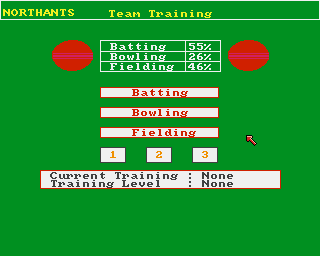 NORTHANTS Team Training
Batting 55%
Bowling 26%
Fielding 46%
Batting
Bowling
Fielding
1 2 3
Current Training : None
Training Level : None